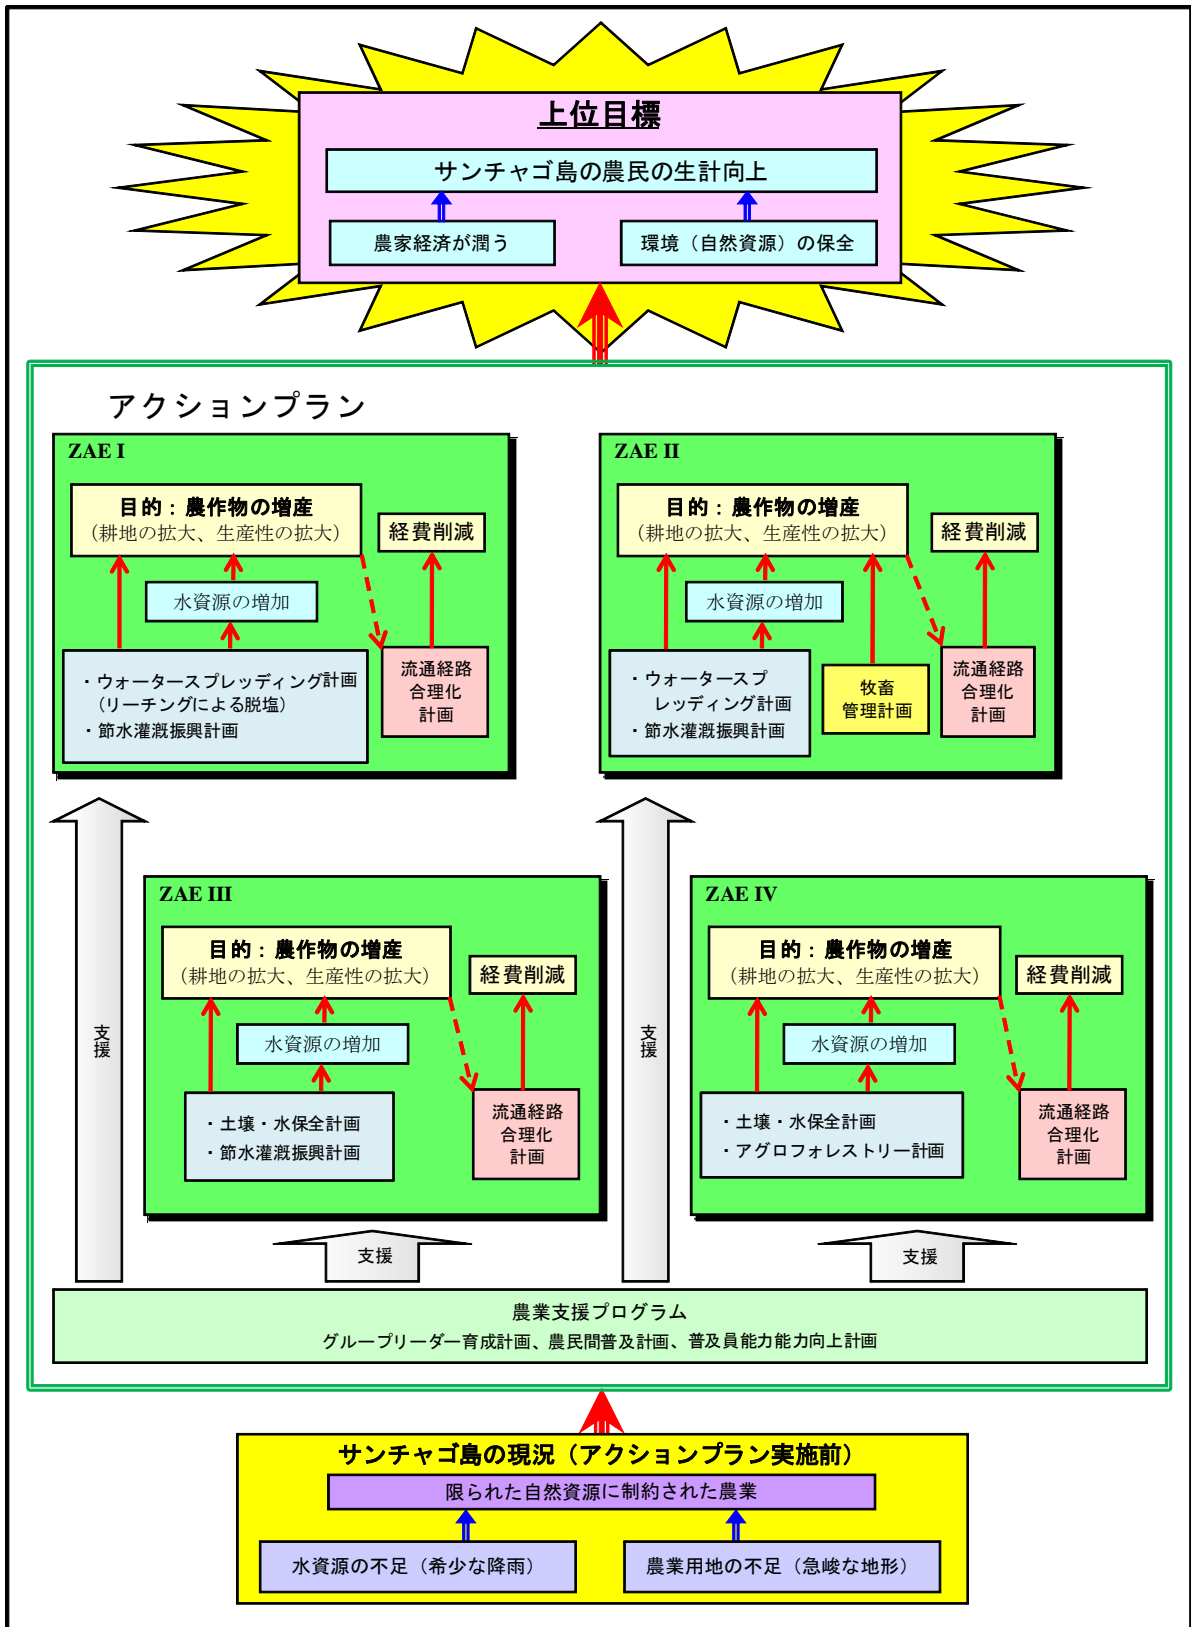 上位目標
サンチャゴ島の農民の生計向上
農家経済が潤う
環境（自然資源）の保全
アクションプラン
ZAE I
目的：農作物の増産
（耕地の拡大、生産性の拡大）
経費削減
水資源の増加
・ウォータースプレッディング計画
（リーチングによる脱塩）
・節水灌漑振興計画
流通経路
合理化
計画
ZAE II
目的：農作物の増産
（耕地の拡大、生産性の拡大）
経費削減
水資源の増加
・ウォータースプ
レッディング計画
・節水灌漑振興計画
牧畜
管理計画
流通経路
合理化
計画
支援
支援
ZAE III
目的：農作物の増産
（耕地の拡大、生産性の拡大）
経費削減
水資源の増加
・土壌・水保全計画
・節水灌漑振興計画
流通経路
合理化
計画
ZAE IV
目的：農作物の増産
（耕地の拡大、生産性の拡大）
経費削減
水資源の増加
・土壌・水保全計画
・アグロフォレストリー計画
流通経路
合理化
計画
支援
支援
農業支援プログラム
グループリーダー育成計画、農民間普及計画、普及員能力能力向上計画
サンチャゴ島の現況（アクションプラン実施前）
限られた自然資源に制約された農業
水資源の不足（希少な降雨）
農業用地の不足（急峻な地形）